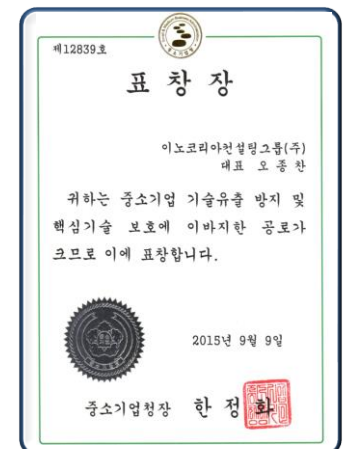 제12839호
표 창 장
이노코리아컨설팅그룹(주)
대표 오 종 찬
귀하는 중소기업 기술유출 방지 및
핵심기술 보호에 이바지한 공로가
크므로 이에 표창합니다.
2015년 9월 9일
중소기업청장 한 정 화